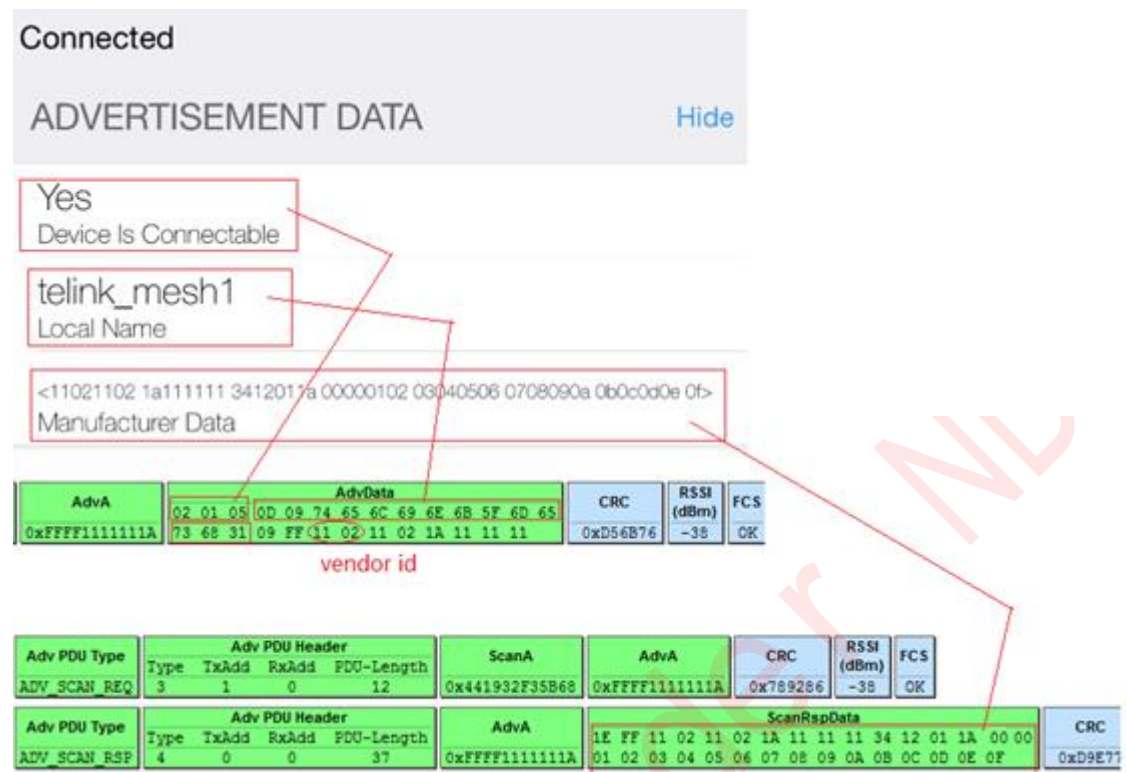 Connected
ADVERTISEMENT DATA Hide
Yes
Device Is Connectable
telink_mesh1
Local Name
<11021102 1a111111 3412011a 00000102 03040506 0708090a 0b0c0d0e 0f>
Manufacturer Data
AdvA AdvData CRC RSSI (dBm) FCS
02 01 05 0D 09 74 65 6C 69 6E 6B 5F 6D 65
0xFFFF1111111A 73 68 31 09 FF 11 02 11 02 1A 11 11 11 0xD56B76 -38 OK
vendor id
Adv PDU Type Adv PDU Header ScanA AdvA CRC RSSI (dBm) FCS
Type TxAdd RxAdd PDU-Length
ADV_SCAN_REQ 3 1 0 12 0x441932F35B68 0xFFFF1111111A 0x789286 -38 OK
Adv PDU Type Adv PDU Header AdvA ScanRspData CRC
Type TxAdd RxAdd PDU-Length 1E FF 11 02 11 02 1A 11 11 11 34 12 01 1A 00 00
ADV_SCAN_RSP 4 0 0 37 0xFFFF1111111A 01 02 03 04 05 06 07 08 09 0A 0B 0C 0D 0E 0F 0xD9E77